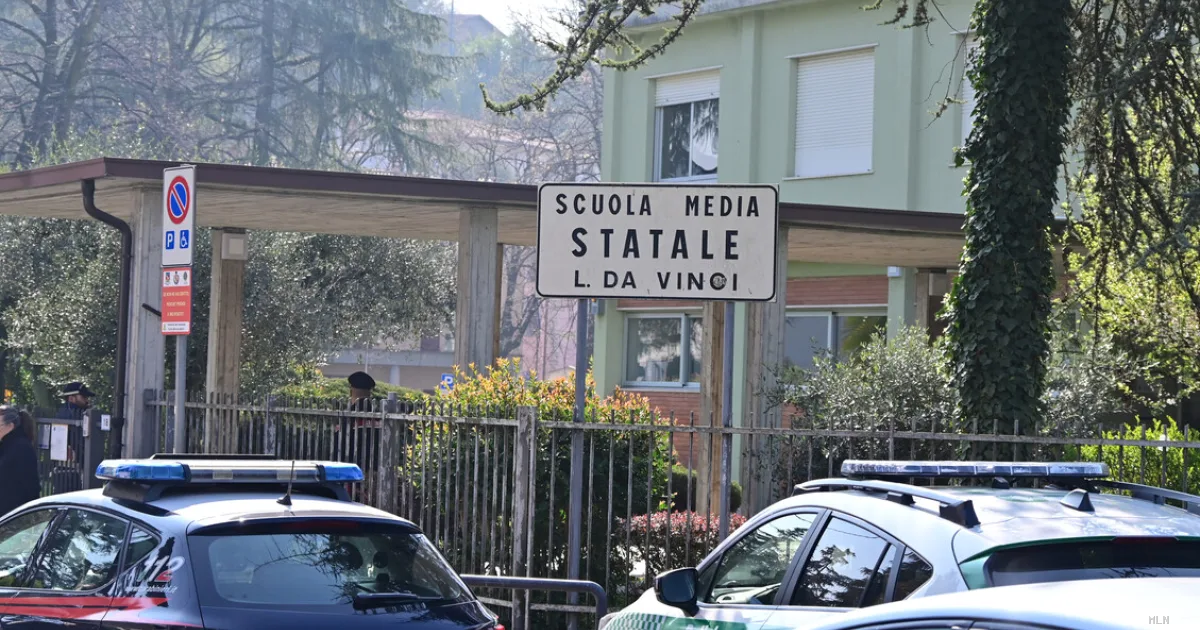 SCUOLA MEDIA
STATALE
L. DA VINCI
P
P
112
HLN